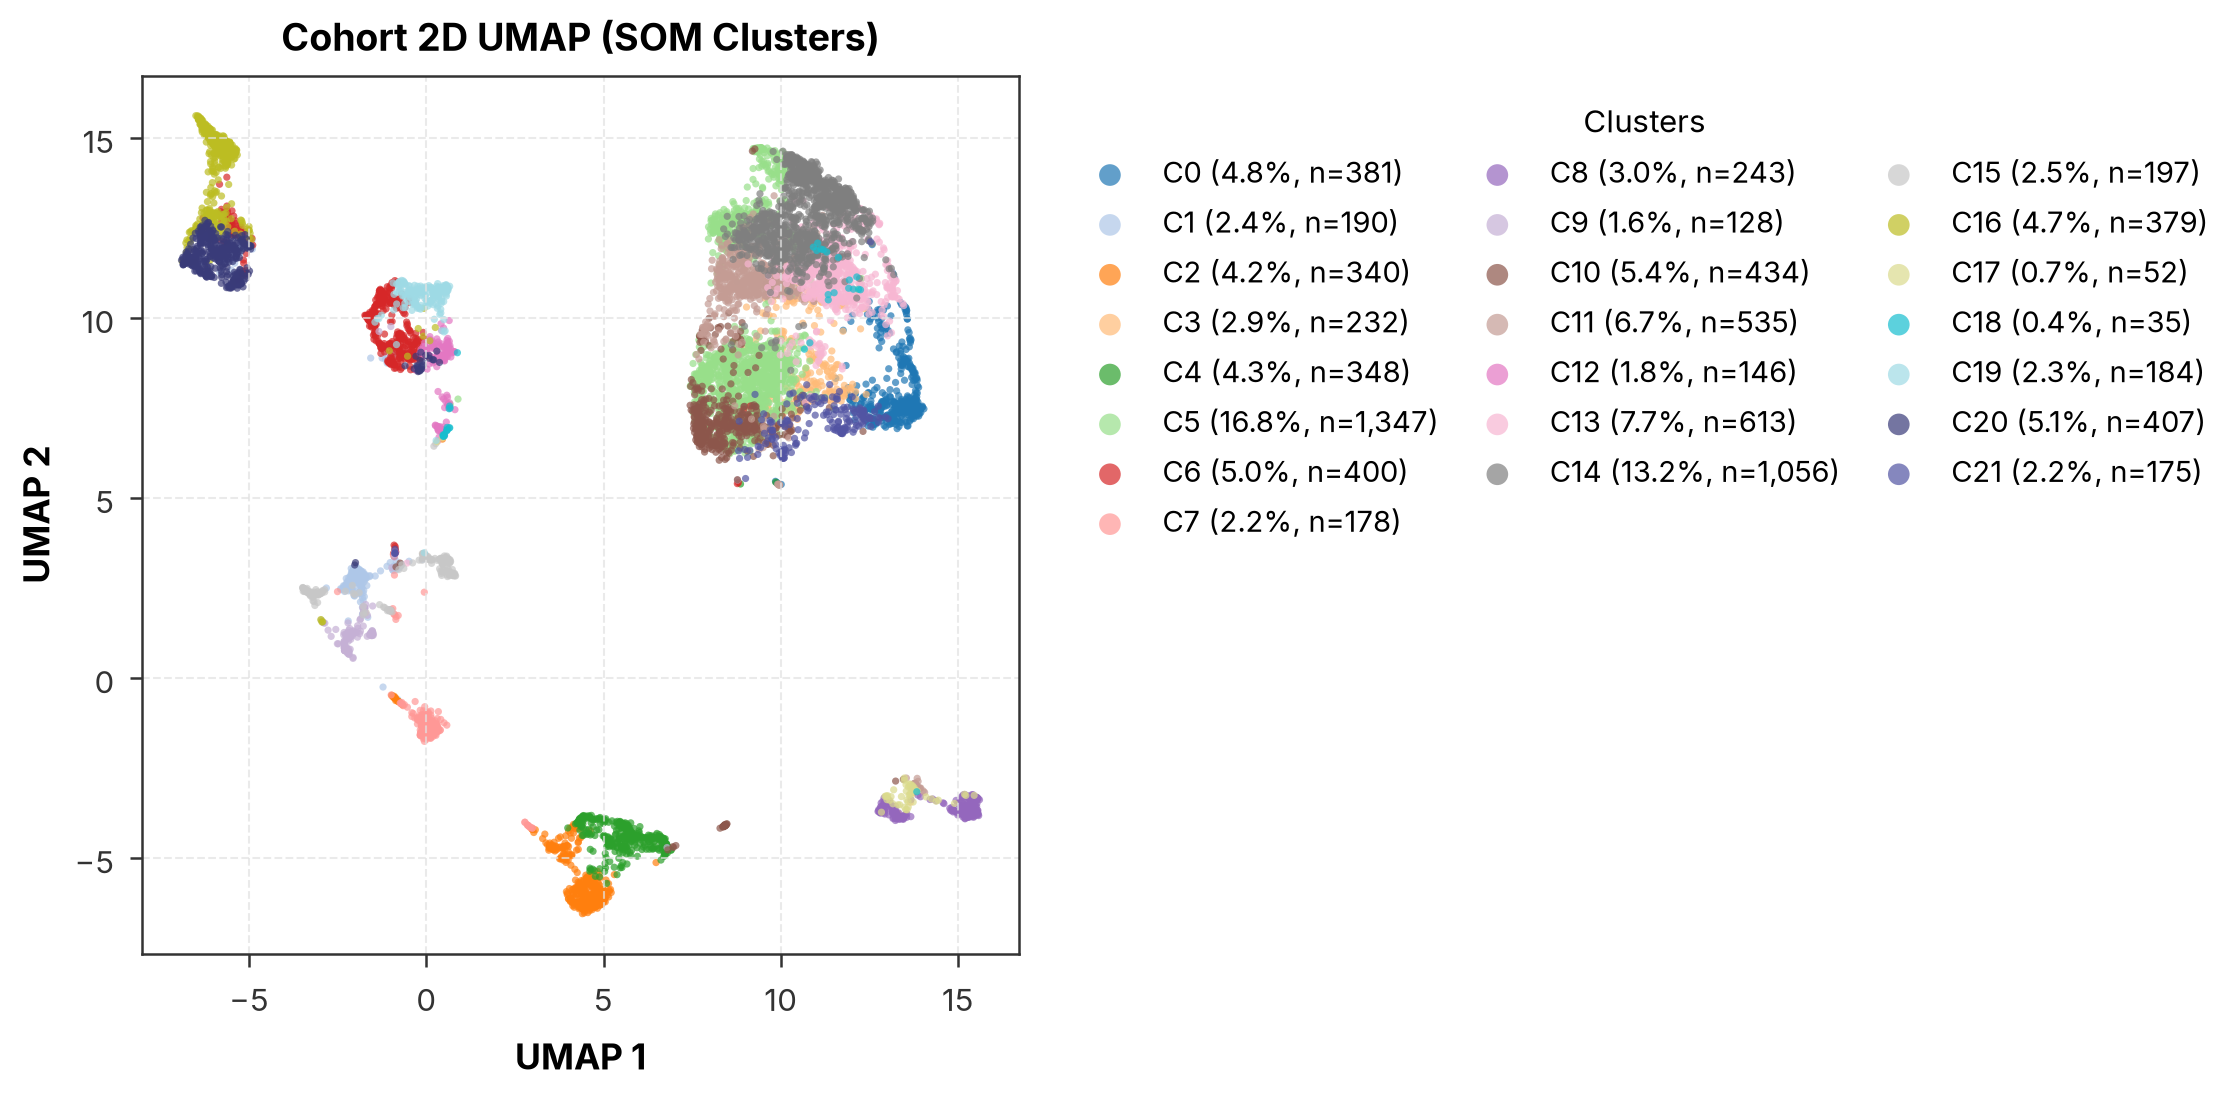 Cohort 2D UMAP (SOM Clusters)
UMAP 2
15
10
5
0
−5
−5
0
5
10
15
UMAP 1
Clusters
C0 (4.8%, n=381)
C1 (2.4%, n=190)
C2 (4.2%, n=340)
C3 (2.9%, n=232)
C4 (4.3%, n=348)
C5 (16.8%, n=1,347)
C6 (5.0%, n=400)
C7 (2.2%, n=178)
C8 (3.0%, n=243)
C9 (1.6%, n=128)
C10 (5.4%, n=434)
C11 (6.7%, n=535)
C12 (1.8%, n=146)
C13 (7.7%, n=613)
C14 (13.2%, n=1,056)
C15 (2.5%, n=197)
C16 (4.7%, n=379)
C17 (0.7%, n=52)
C18 (0.4%, n=35)
C19 (2.3%, n=184)
C20 (5.1%, n=407)
C21 (2.2%, n=175)